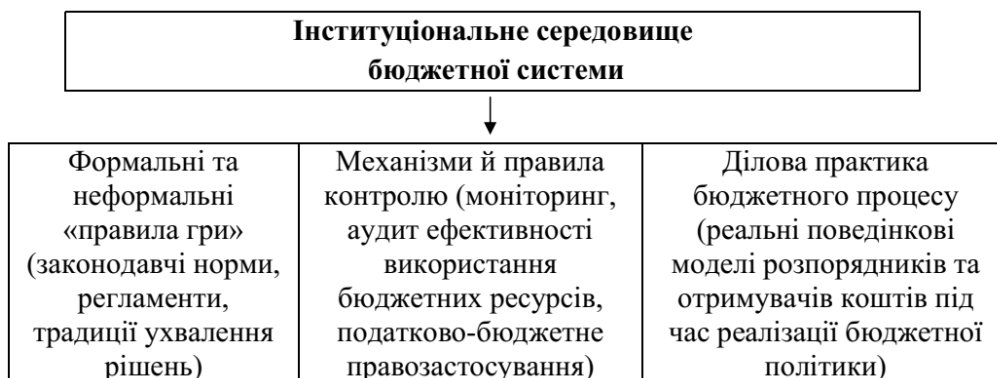 Інституціональне середовище
бюджетної системи
Формальні та
неформальні
«правила гри»
(законодавчі норми,
регламенти,
традиції ухвалення
рішень)
Механізми й правила
контролю (моніторинг,
аудит ефективності
використання
бюджетних ресурсів,
податково-бюджетне
правозастосування)
Ділова практика
бюджетного процесу
(реальні поведінкові
моделі розпорядників та
отримувачів коштів під
час реалізації бюджетної
політики)